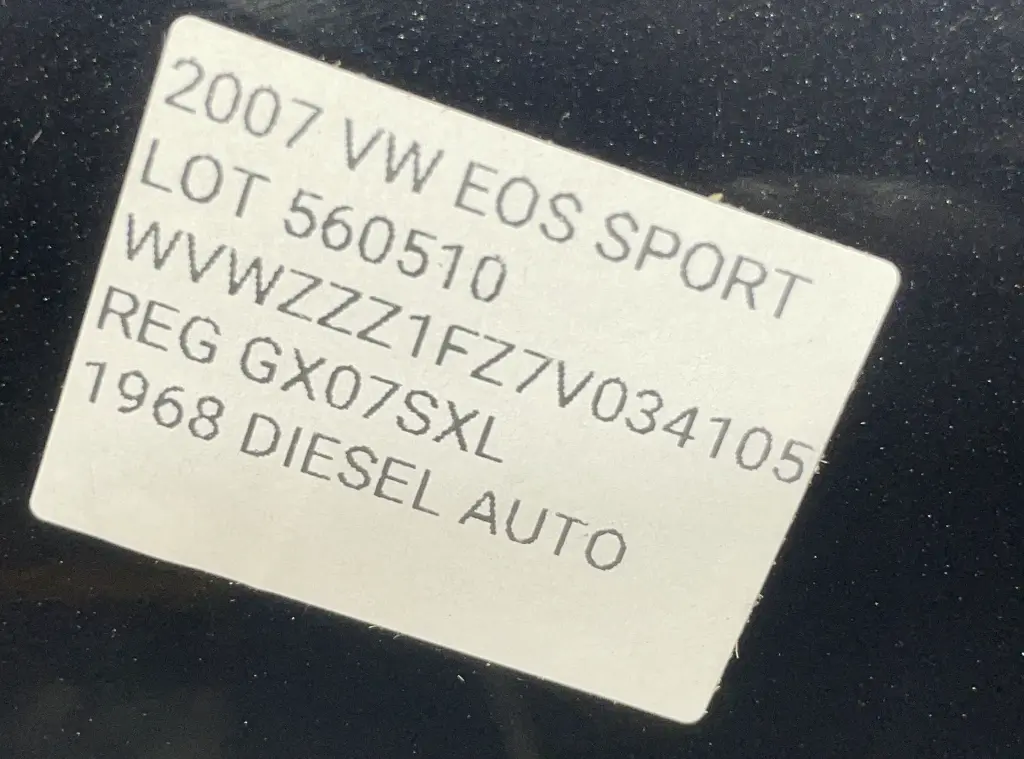 2007 VW EOS SPORT
LOT 560510
WVWZZZ1FZ7V034105
REG GX07SXL
1968 DIESEL AUTO